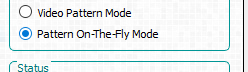 Video Pattern Mode
Pattern On-The-Fly Mode
Status